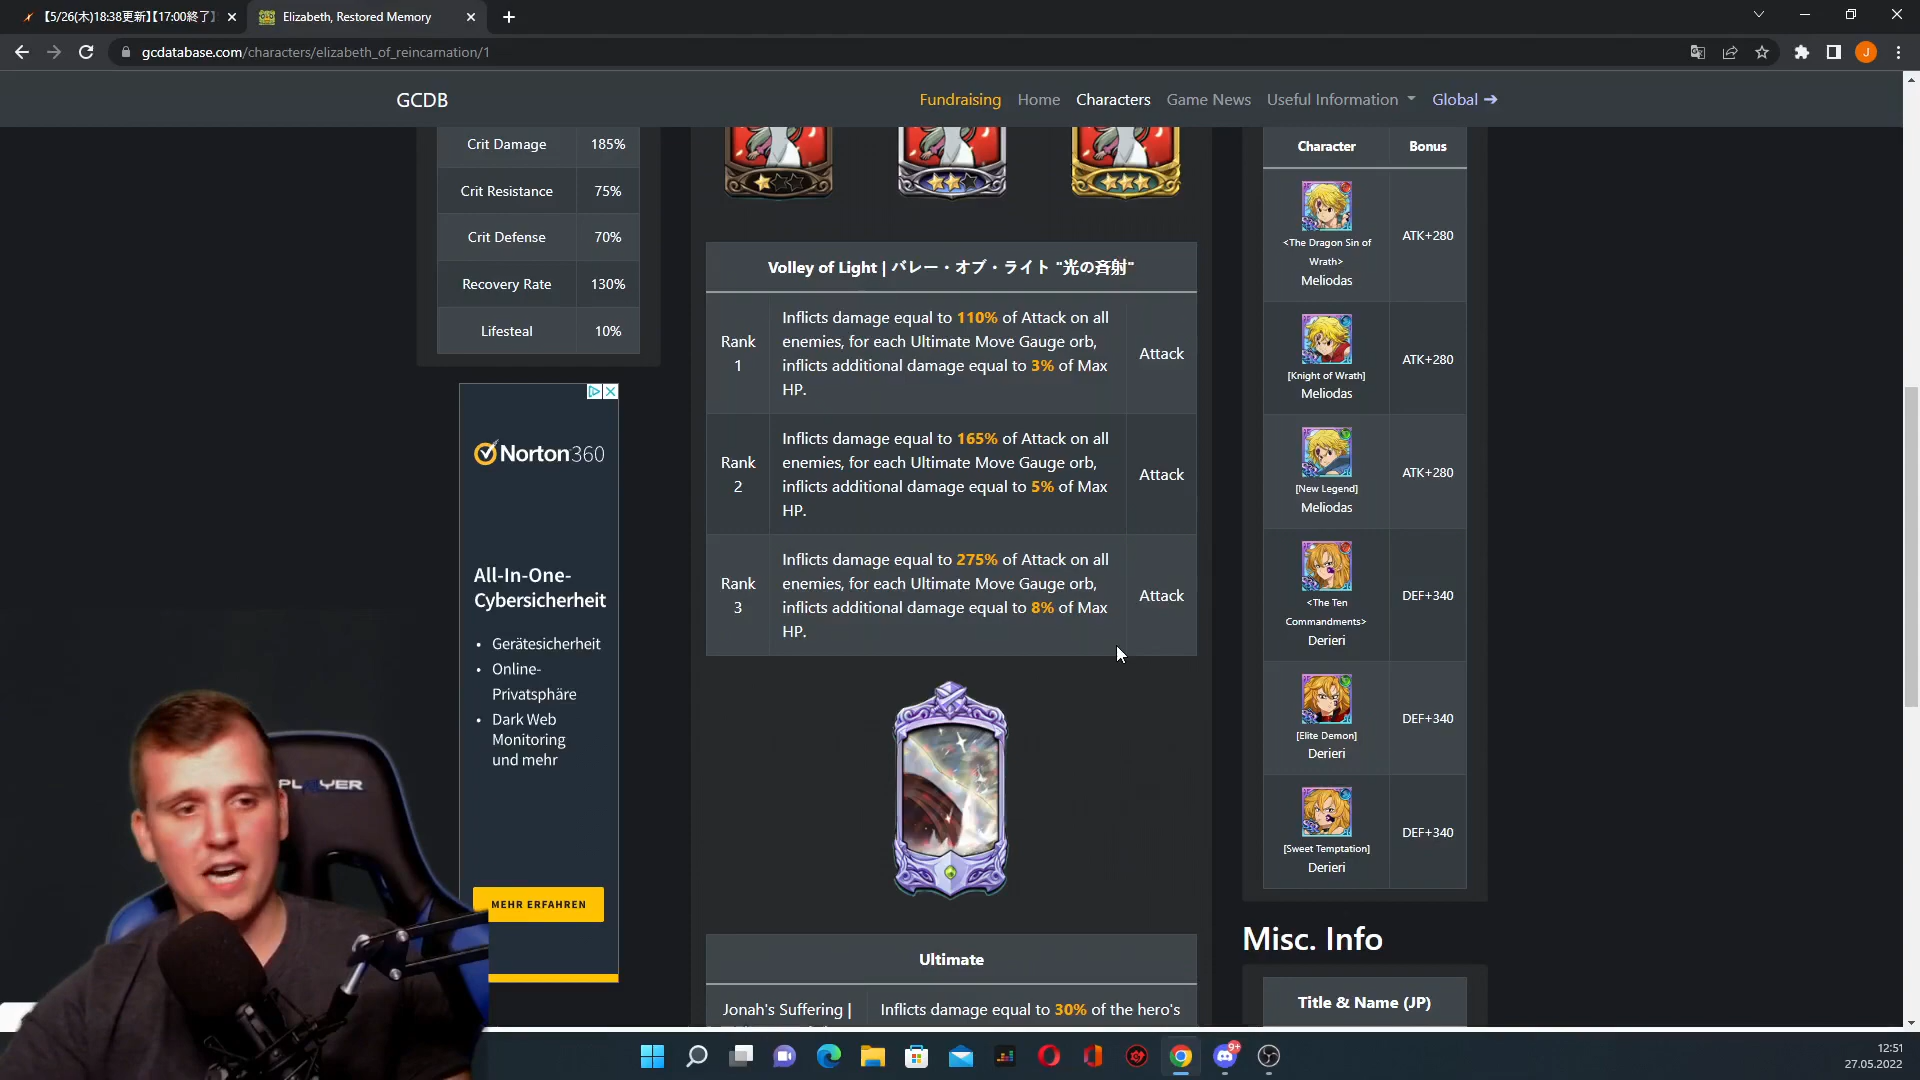 【5/26(木)18:38更新】【17:00終了】
Elizabeth, Restored Memory
gcdatabase.com/characters/elizabeth_of_reincarnation/1
J
GCDB
Fundraising
Home
Characters
Game News
Useful Information
Global ➔
Crit Damage 185%
Crit Resistance 75%
Crit Defense 70%
Recovery Rate 130%
Lifesteal 10%
Norton360
All-In-One-
Cybersicherheit
• Gerätesicherheit
• Online-
Privatsphäre
• Dark Web
Monitoring
und mehr
MEHR ERFAHREN
PLAYER
Volley of Light | バレー・オブ・ライト "光の斉射"
Rank
1
Inflicts damage equal to 110% of Attack on all
enemies, for each Ultimate Move Gauge orb,
inflicts additional damage equal to 3% of Max
HP.
Attack
Rank
2
Inflicts damage equal to 165% of Attack on all
enemies, for each Ultimate Move Gauge orb,
inflicts additional damage equal to 5% of Max
HP.
Attack
Rank
3
Inflicts damage equal to 275% of Attack on all
enemies, for each Ultimate Move Gauge orb,
inflicts additional damage equal to 8% of Max
HP.
Attack
Ultimate
Jonah's Suffering |
Inflicts damage equal to 30% of the hero's
Character Bonus
<The Dragon Sin of
Wrath>
Meliodas
ATK+280
[Knight of Wrath]
Meliodas
ATK+280
[New Legend]
Meliodas
ATK+280
<The Ten
Commandments>
Derieri
DEF+340
[Elite Demon]
Derieri
DEF+340
[Sweet Temptation]
Derieri
DEF+340
Misc. Info
Title & Name (JP)
9+
12:51
27.05.2022